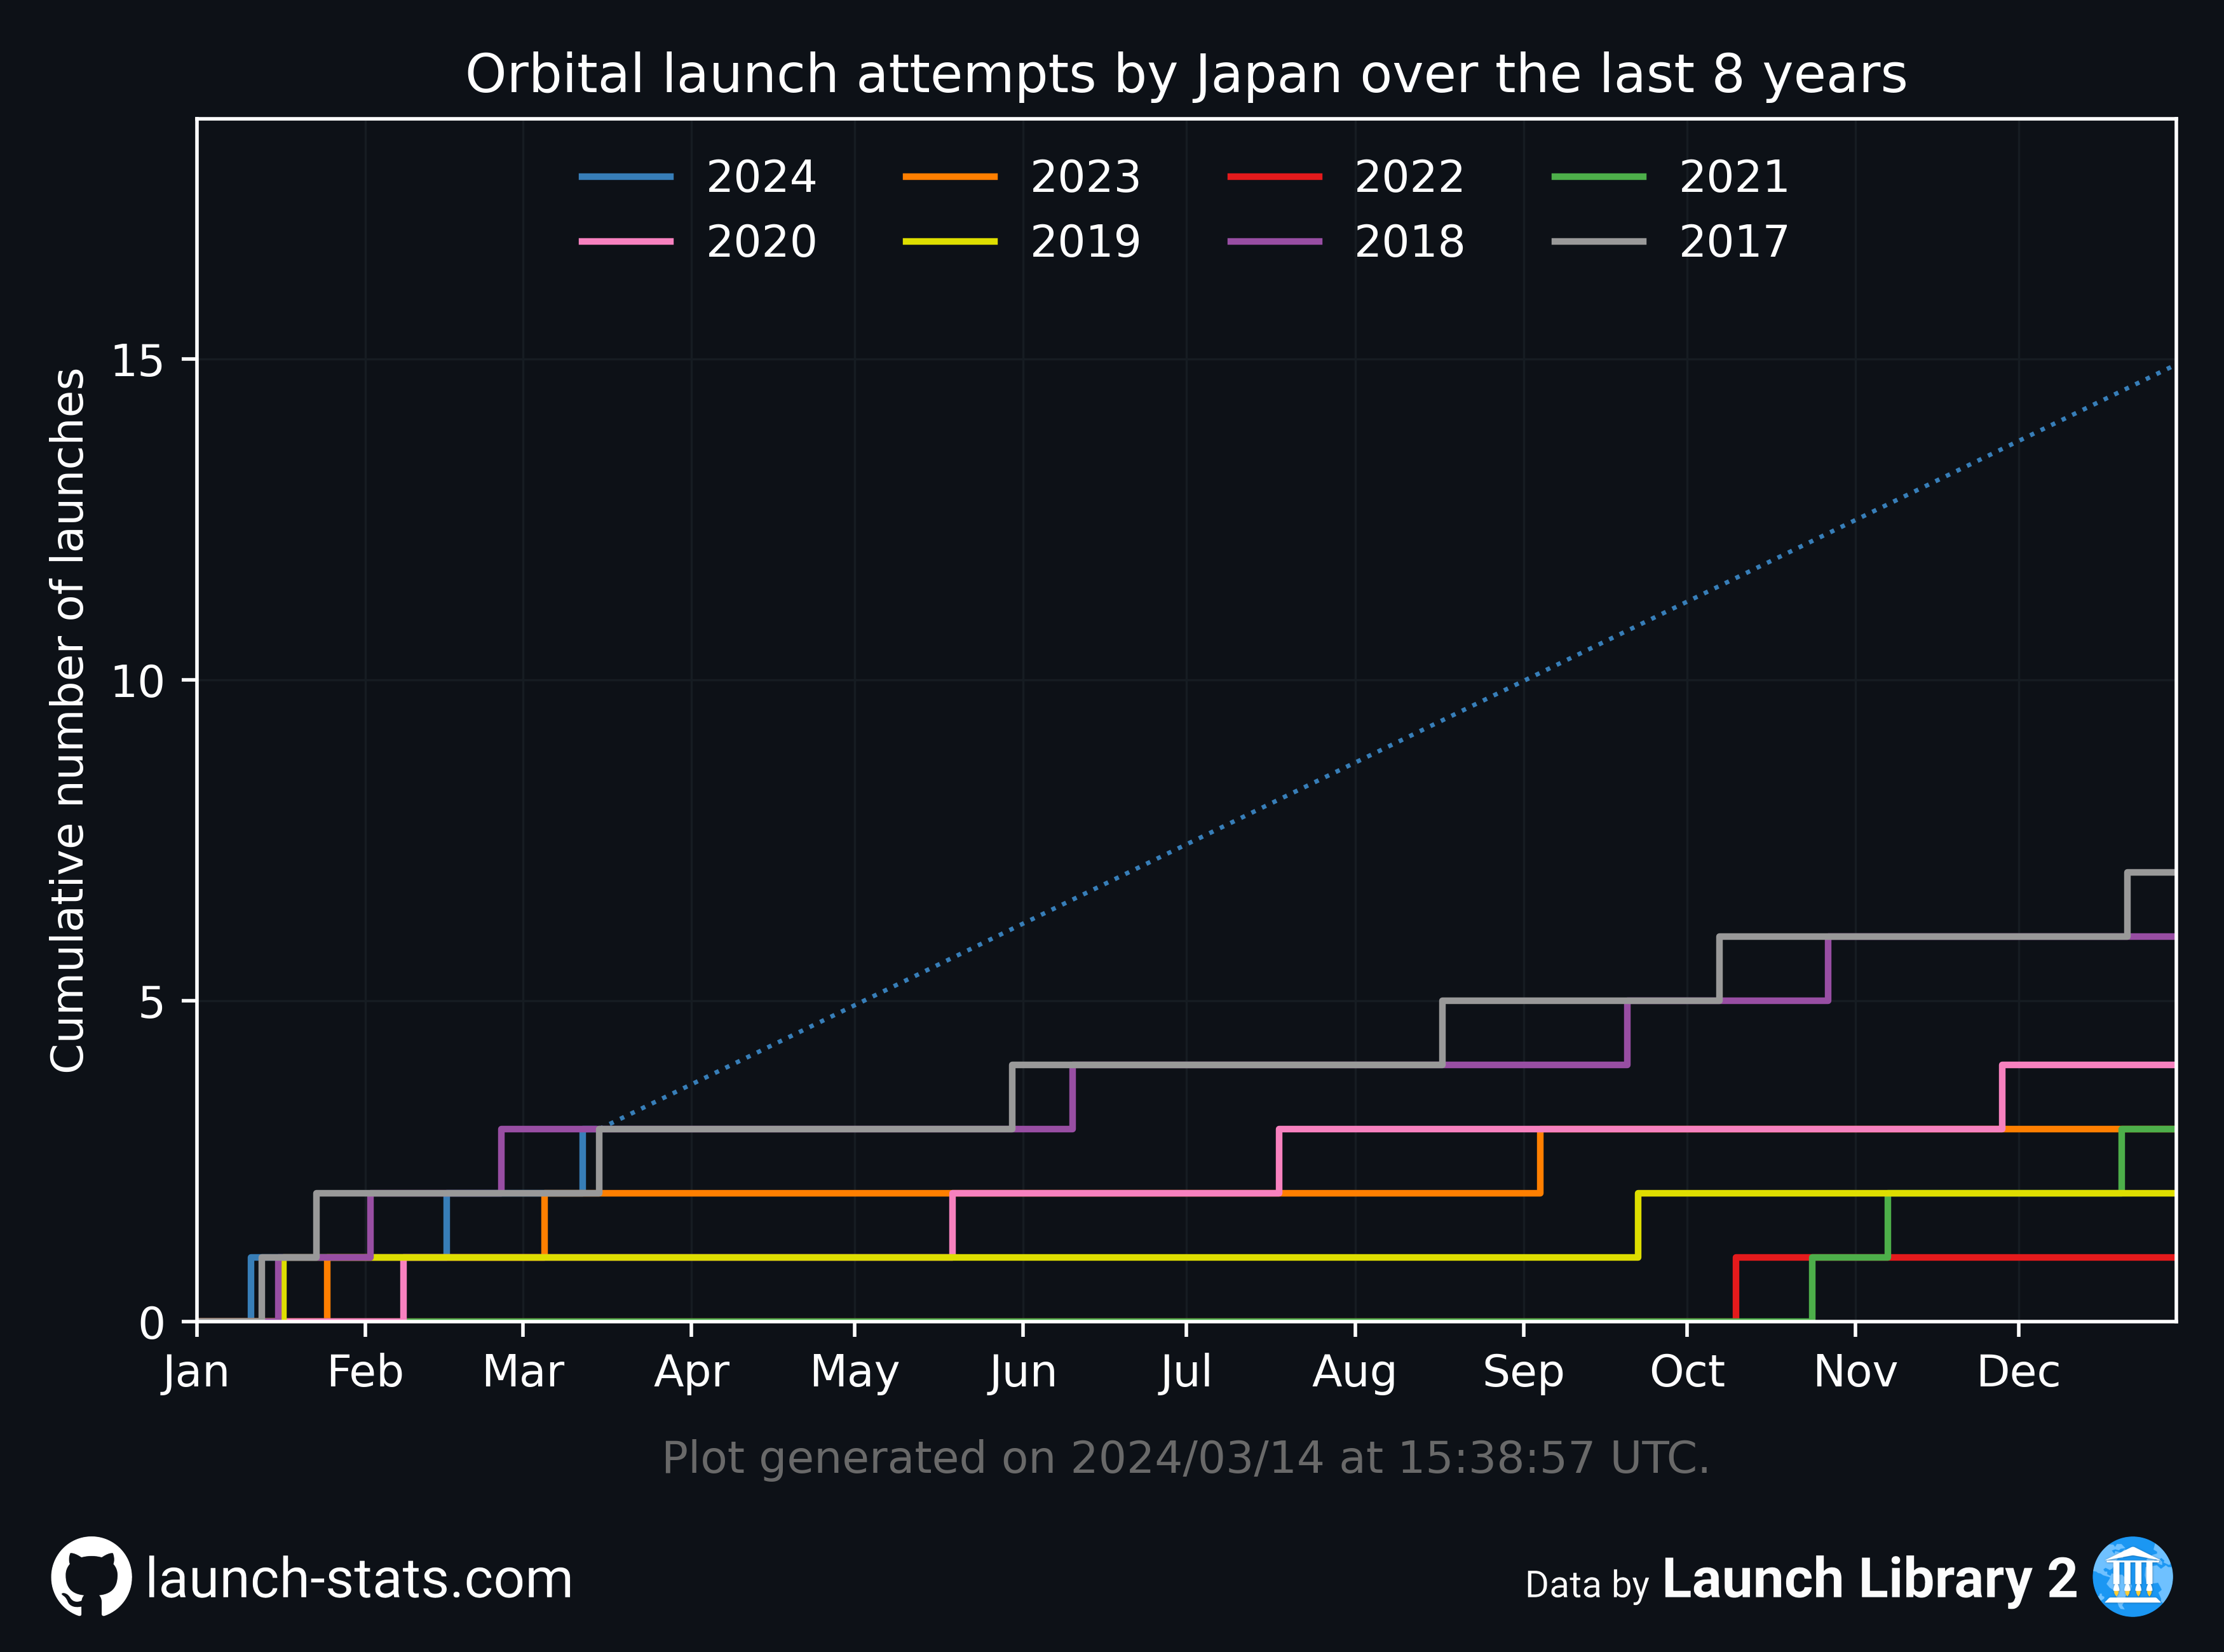 Orbital launch attempts by Japan over the last 8 years
2024 2023 2022 2021
2020 2019 2018 2017
Cumulative number of launches
15
10
5
0
Jan Feb Mar Apr May Jun Jul Aug Sep Oct Nov Dec
Plot generated on 2024/03/14 at 15:38:57 UTC.
launch-stats.com
Data by Launch Library 2